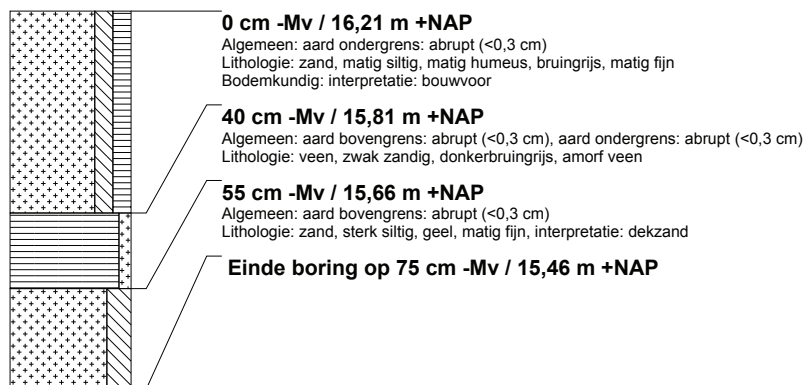 0 cm -Mv / 16,21 m +NAP
Algemeen: aard ondergrens: abrupt (<0,3 cm)
Lithologie: zand, matig siltig, matig humeus, bruingrijs, matig fijn
Bodemkundig: interpretatie: bouwvoor
40 cm -Mv / 15,81 m +NAP
Algemeen: aard bovengrens: abrupt (<0,3 cm), aard ondergrens: abrupt (<0,3 cm)
Lithologie: veen, zwak zandig, donkerbruingrijs, amorf veen
55 cm -Mv / 15,66 m +NAP
Algemeen: aard bovengrens: abrupt (<0,3 cm)
Lithologie: zand, sterk siltig, geel, matig fijn, interpretatie: dekzand
Einde boring op 75 cm -Mv / 15,46 m +NAP